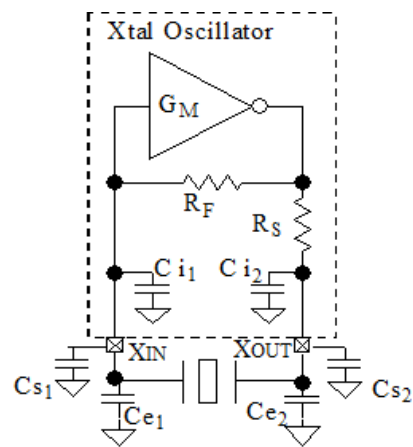 Xtal Oscillator
GM
RF
RS
Ci1
Ci2
XIN
XOUT
Cs1
Cs2
Ce1
Ce2